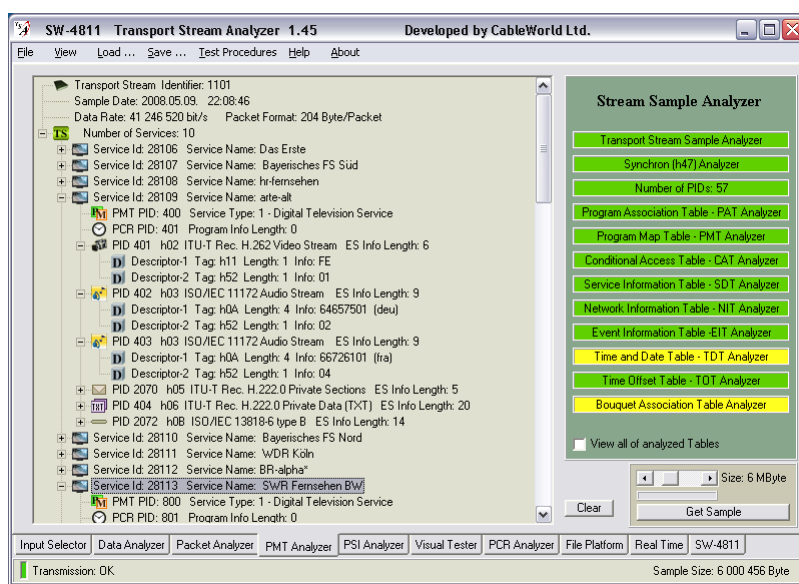 SW-4811 Transport Stream Analyzer 1.45 Developed by CableWorld Ltd.
File View Load ... Save ... Test Procedures Help About
Transport Stream Identifier: 1101
Sample Date: 2008.05.09. 22:08:46
Data Rate: 41 246 520 bit/s Packet Format: 204 Byte/Packet
TS Number of Services: 10
Service Id: 28106 Service Name: Das Erste
Service Id: 28107 Service Name: Bayerisches FS Süd
Service Id: 28108 Service Name: hr-fernsehen
Service Id: 28109 Service Name: arte-alt
PM PMT PID: 400 Service Type: 1 - Digital Television Service
PCR PID: 401 Program Info Length: 0
PID 401 h02 ITU-T Rec. H.262 Video Stream ES Info Length: 6
D Descriptor-1 Tag: h11 Length: 1 Info: FE
D Descriptor-2 Tag: h52 Length: 1 Info: 01
PID 402 h03 ISO/IEC 11172 Audio Stream ES Info Length: 9
D Descriptor-1 Tag: h0A Length: 4 Info: 64657501 (deu)
D Descriptor-2 Tag: h52 Length: 1 Info: 02
PID 403 h03 ISO/IEC 11172 Audio Stream ES Info Length: 9
D Descriptor-1 Tag: h0A Length: 4 Info: 66726101 (fra)
D Descriptor-2 Tag: h52 Length: 1 Info: 04
PID 2070 h05 ITU-T Rec. H.222.0 Private Sections ES Info Length: 5
TXT PID 404 h06 ITU-T Rec. H.222.0 Private Data (TXT) ES Info Length: 20
PID 2072 h0B ISO/IEC 13818-6 type B ES Info Length: 14
Service Id: 28110 Service Name: Bayerisches FS Nord
Service Id: 28111 Service Name: WDR Köln
Service Id: 28112 Service Name: BR-alpha*
Service Id: 28113 Service Name: SWR Fernsehen BW
PM PMT PID: 800 Service Type: 1 - Digital Television Service
PCR PID: 801 Program Info Length: 0
Stream Sample Analyzer
Transport Stream Sample Analyzer
Synchron (h47) Analyzer
Number of PIDs: 57
Program Association Table - PAT Analyzer
Program Map Table - PMT Analyzer
Conditional Access Table - CAT Analyzer
Service Information Table - SDT Analyzer
Network Information Table - NIT Analyzer
Event Information Table -EIT Analyzer
Time and Date Table - TDT Analyzer
Time Offset Table - TOT Analyzer
Bouquet Association Table Analyzer
View all of analyzed Tables
Size: 6 MByte
Clear
Get Sample
Input Selector Data Analyzer Packet Analyzer PMT Analyzer PSI Analyzer Visual Tester PCR Analyzer File Platform Real Time SW-4811
Transmission: OK Sample Size: 6 000 456 Byte